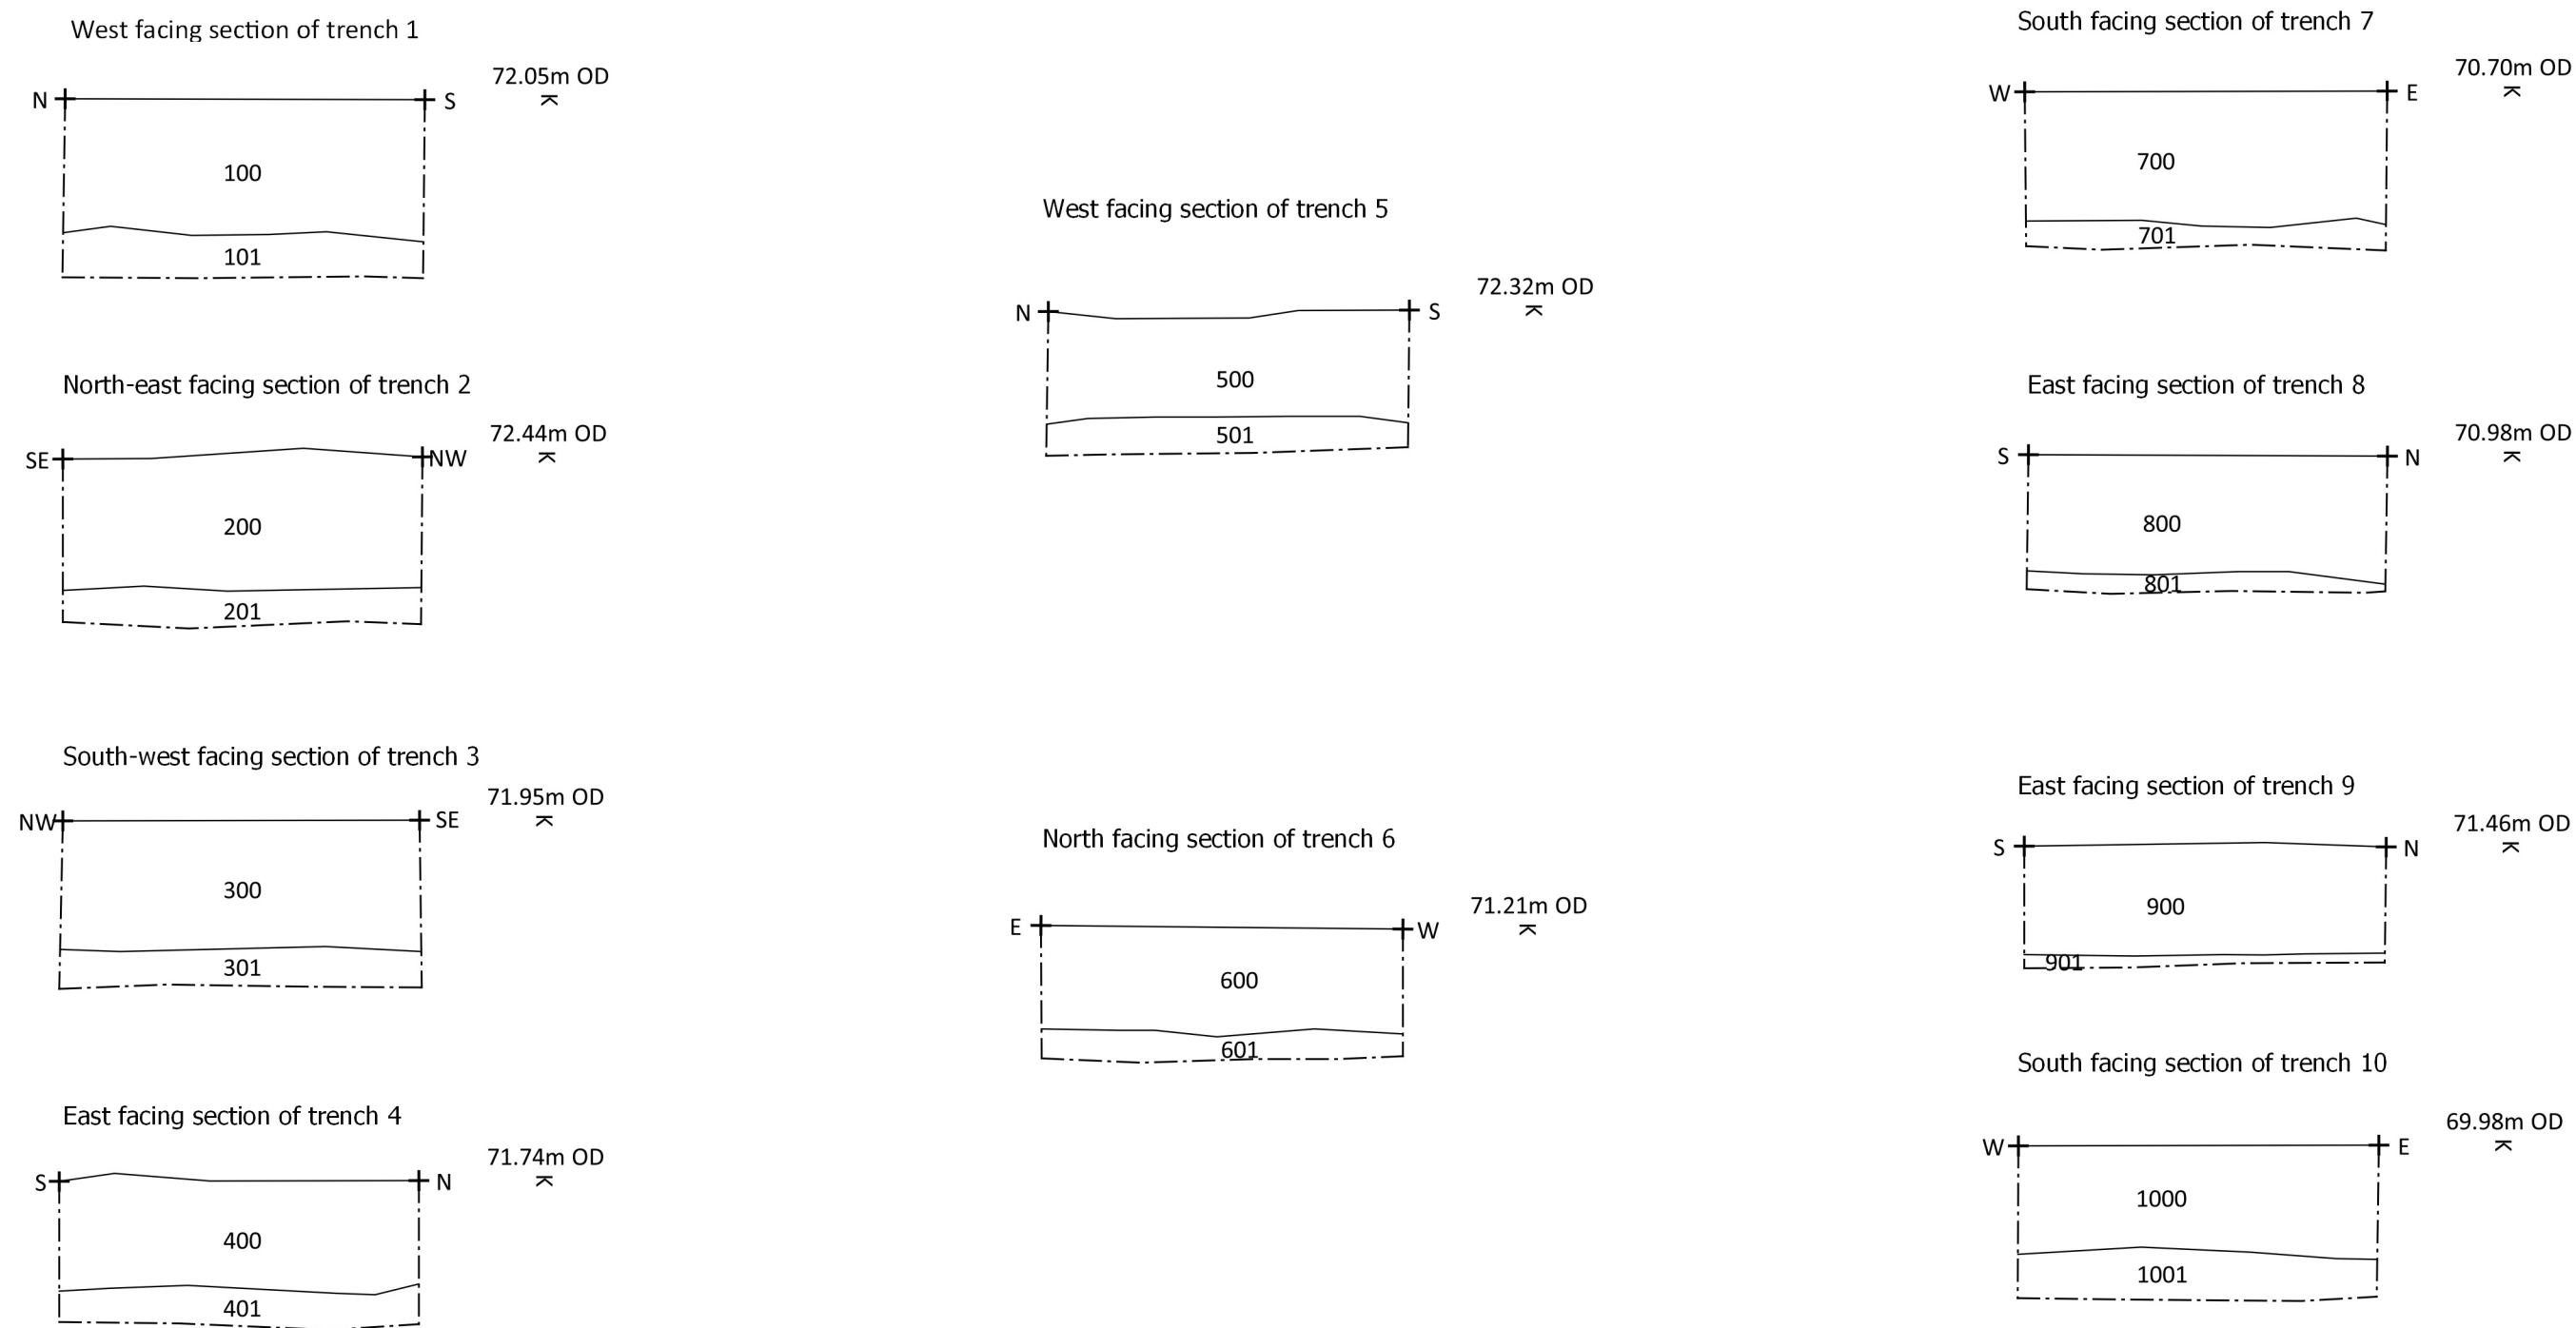 West facing section of trench 1
72.05m OD
N S
100
101
North-east facing section of trench 2
72.44m OD
SE NW
200
201
South-west facing section of trench 3
71.95m OD
NW SE
300
301
East facing section of trench 4
71.74m OD
S N
400
401
West facing section of trench 5
72.32m OD
N S
500
501
North facing section of trench 6
71.21m OD
E W
600
601
South facing section of trench 7
70.70m OD
W E
700
701
East facing section of trench 8
70.98m OD
S N
800
801
East facing section of trench 9
71.46m OD
S N
900
901
South facing section of trench 10
69.98m OD
W E
1000
1001